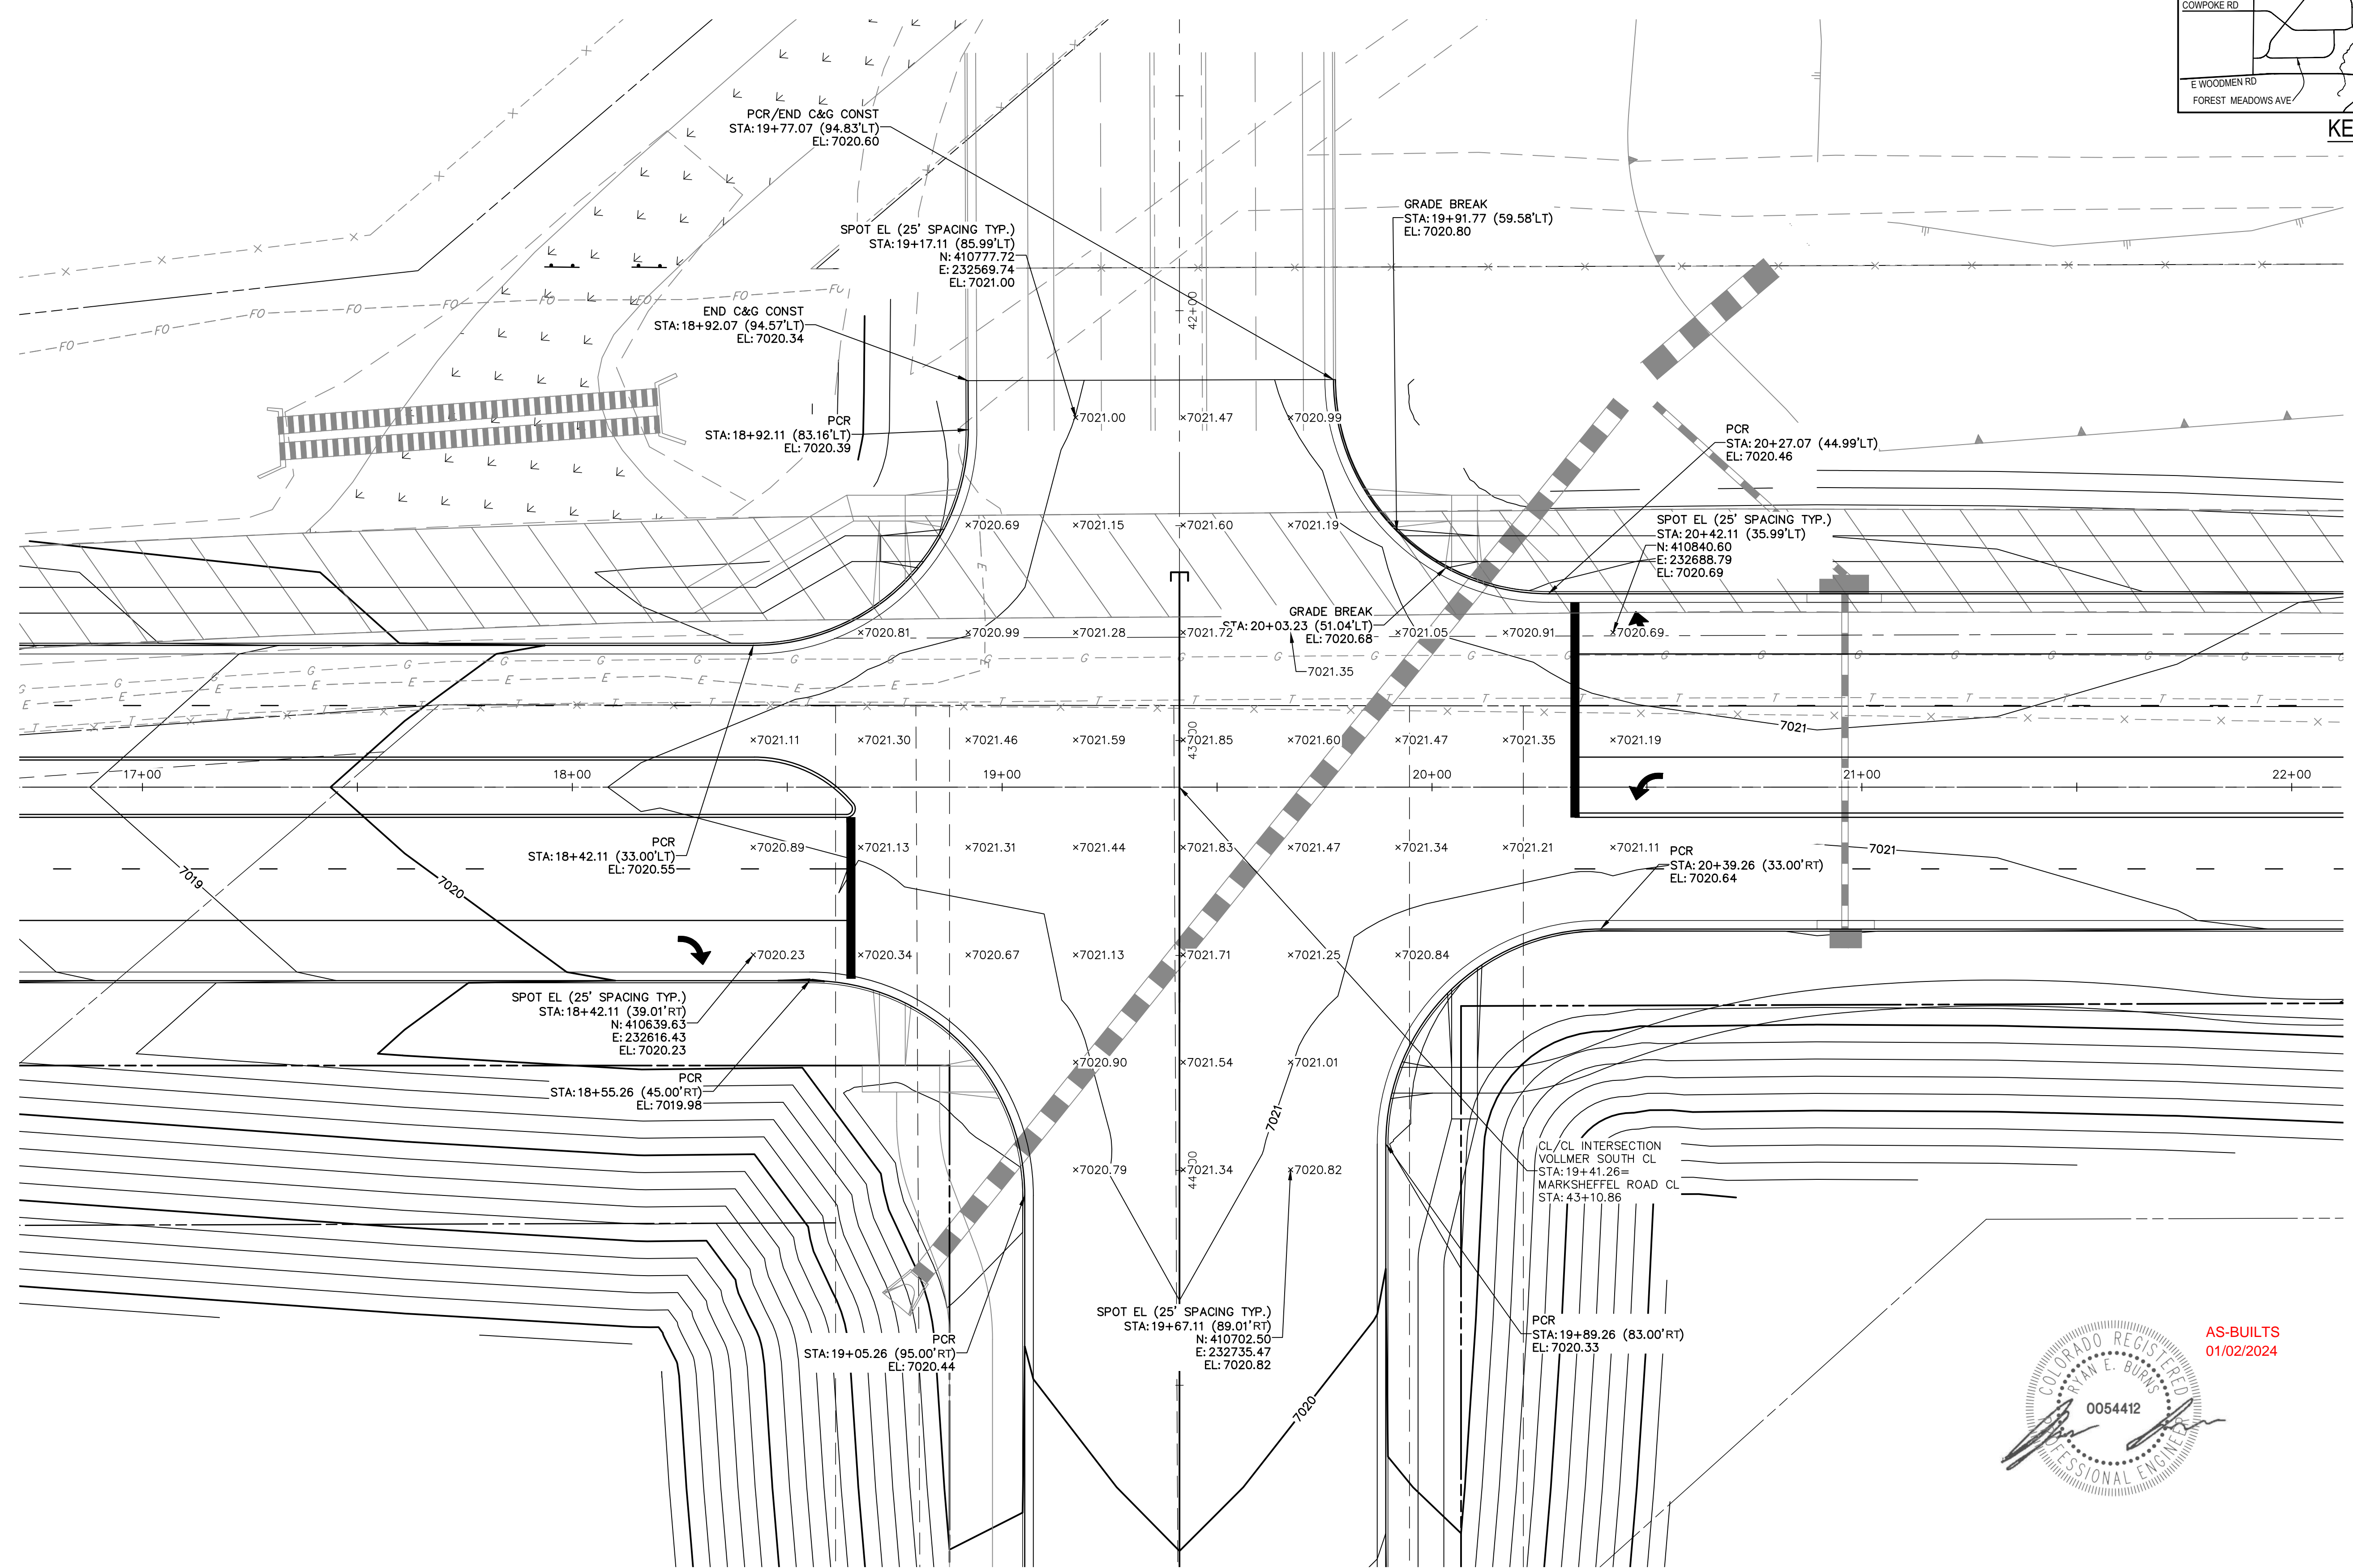 COWPOKE RD
E WOODMEN RD
FOREST MEADOWS AVE
KE
PCR/END C&G CONST
STA: 19+77.07 (94.83'LT)
EL: 7020.60
SPOT EL (25' SPACING TYP.)
STA: 19+17.11 (85.99'LT)
N: 410777.72
E: 232569.74
EL: 7021.00
GRADE BREAK
STA: 19+91.77 (59.58'LT)
EL: 7020.80
END C&G CONST
STA: 18+92.07 (94.57'LT)
EL: 7020.34
42+00
PCR
STA: 18+92.11 (83.16'LT)
EL: 7020.39
×7021.00 ×7021.47 ×7020.99
PCR
STA: 20+27.07 (44.99'LT)
EL: 7020.46
SPOT EL (25' SPACING TYP.)
STA: 20+42.11 (35.99'LT)
N: 410840.60
E: 232688.79
EL: 7020.69
×7020.69 ×7021.15 ×7021.60 ×7021.19
GRADE BREAK
STA: 20+03.23 (51.04'LT)
EL: 7020.68
×7020.81 ×7020.99 ×7021.28 ×7021.72 ×7021.05 ×7020.91 ×7020.69
7021.35
7021
×7021.11 ×7021.30 ×7021.46 ×7021.59 ×7021.85 ×7021.60 ×7021.47 ×7021.35 ×7021.19
43+00
17+00 18+00 19+00 20+00 21+00 22+00
PCR
STA: 18+42.11 (33.00'LT)
EL: 7020.55
×7020.89 ×7021.13 ×7021.31 ×7021.44 ×7021.83 ×7021.47 ×7021.34 ×7021.21 ×7021.11
7021
PCR
STA: 20+39.26 (33.00'RT)
EL: 7020.64
7019
7020
×7020.23 ×7020.34 ×7020.67 ×7021.13 ×7021.71 ×7021.25 ×7020.84
SPOT EL (25' SPACING TYP.)
STA: 18+42.11 (39.01'RT)
N: 410639.63
E: 232616.43
EL: 7020.23
×7020.90 ×7021.54 ×7021.01
PCR
STA: 18+55.26 (45.00'RT)
EL: 7019.98
7021
CL/CL INTERSECTION
VOLLMER SOUTH CL
STA: 19+41.26=
MARKSHEFFEL ROAD CL
STA: 43+10.86
×7020.79 ×7021.34 ×7020.82
44+00
SPOT EL (25' SPACING TYP.)
STA: 19+67.11 (89.01'RT)
N: 410702.50
E: 232735.47
EL: 7020.82
PCR
STA: 19+05.26 (95.00'RT)
EL: 7020.44
PCR
STA: 19+89.26 (83.00'RT)
EL: 7020.33
7020
AS-BUILTS
01/02/2024
COLORADO REGISTERED
RYAN E. BURNS
0054412
PROFESSIONAL ENGINEER
FO FO FO FO FO FO FO FO
G G G G G G G G G G G G G G G G G G G
E E E E E E E E E
T T T T T T T T T T T T T T